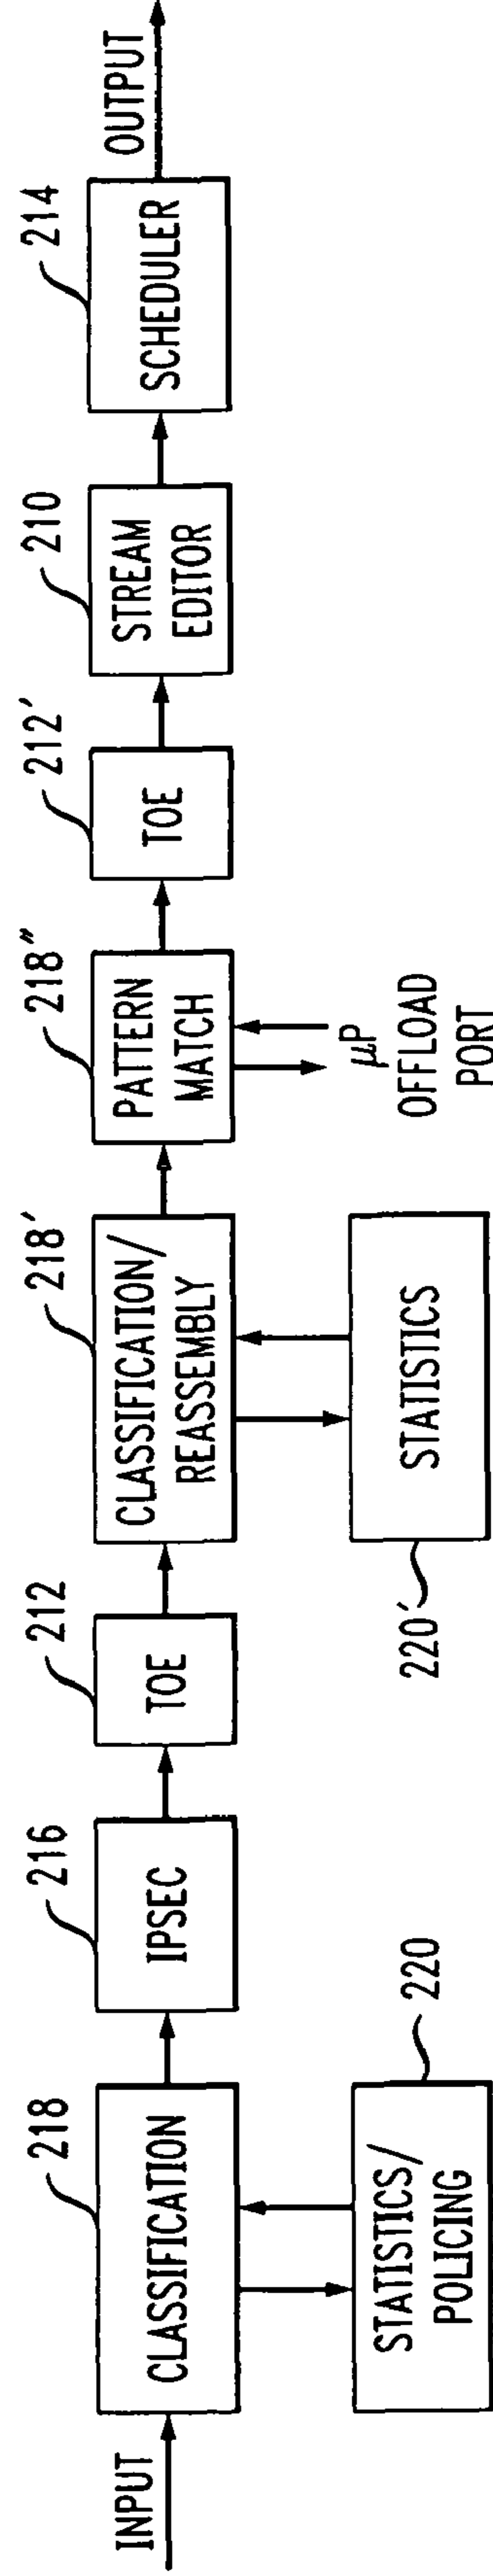 INPUT
218
CLASSIFICATION
STATISTICS/
POLICING
220
216
IPSEC
212
TOE
218'
CLASSIFICATION/
REASSEMBLY
STATISTICS
220'
218"
PATTERN
MATCH
µP
OFFLOAD
PORT
212'
TOE
210
STREAM
EDITOR
214
SCHEDULER
OUTPUT